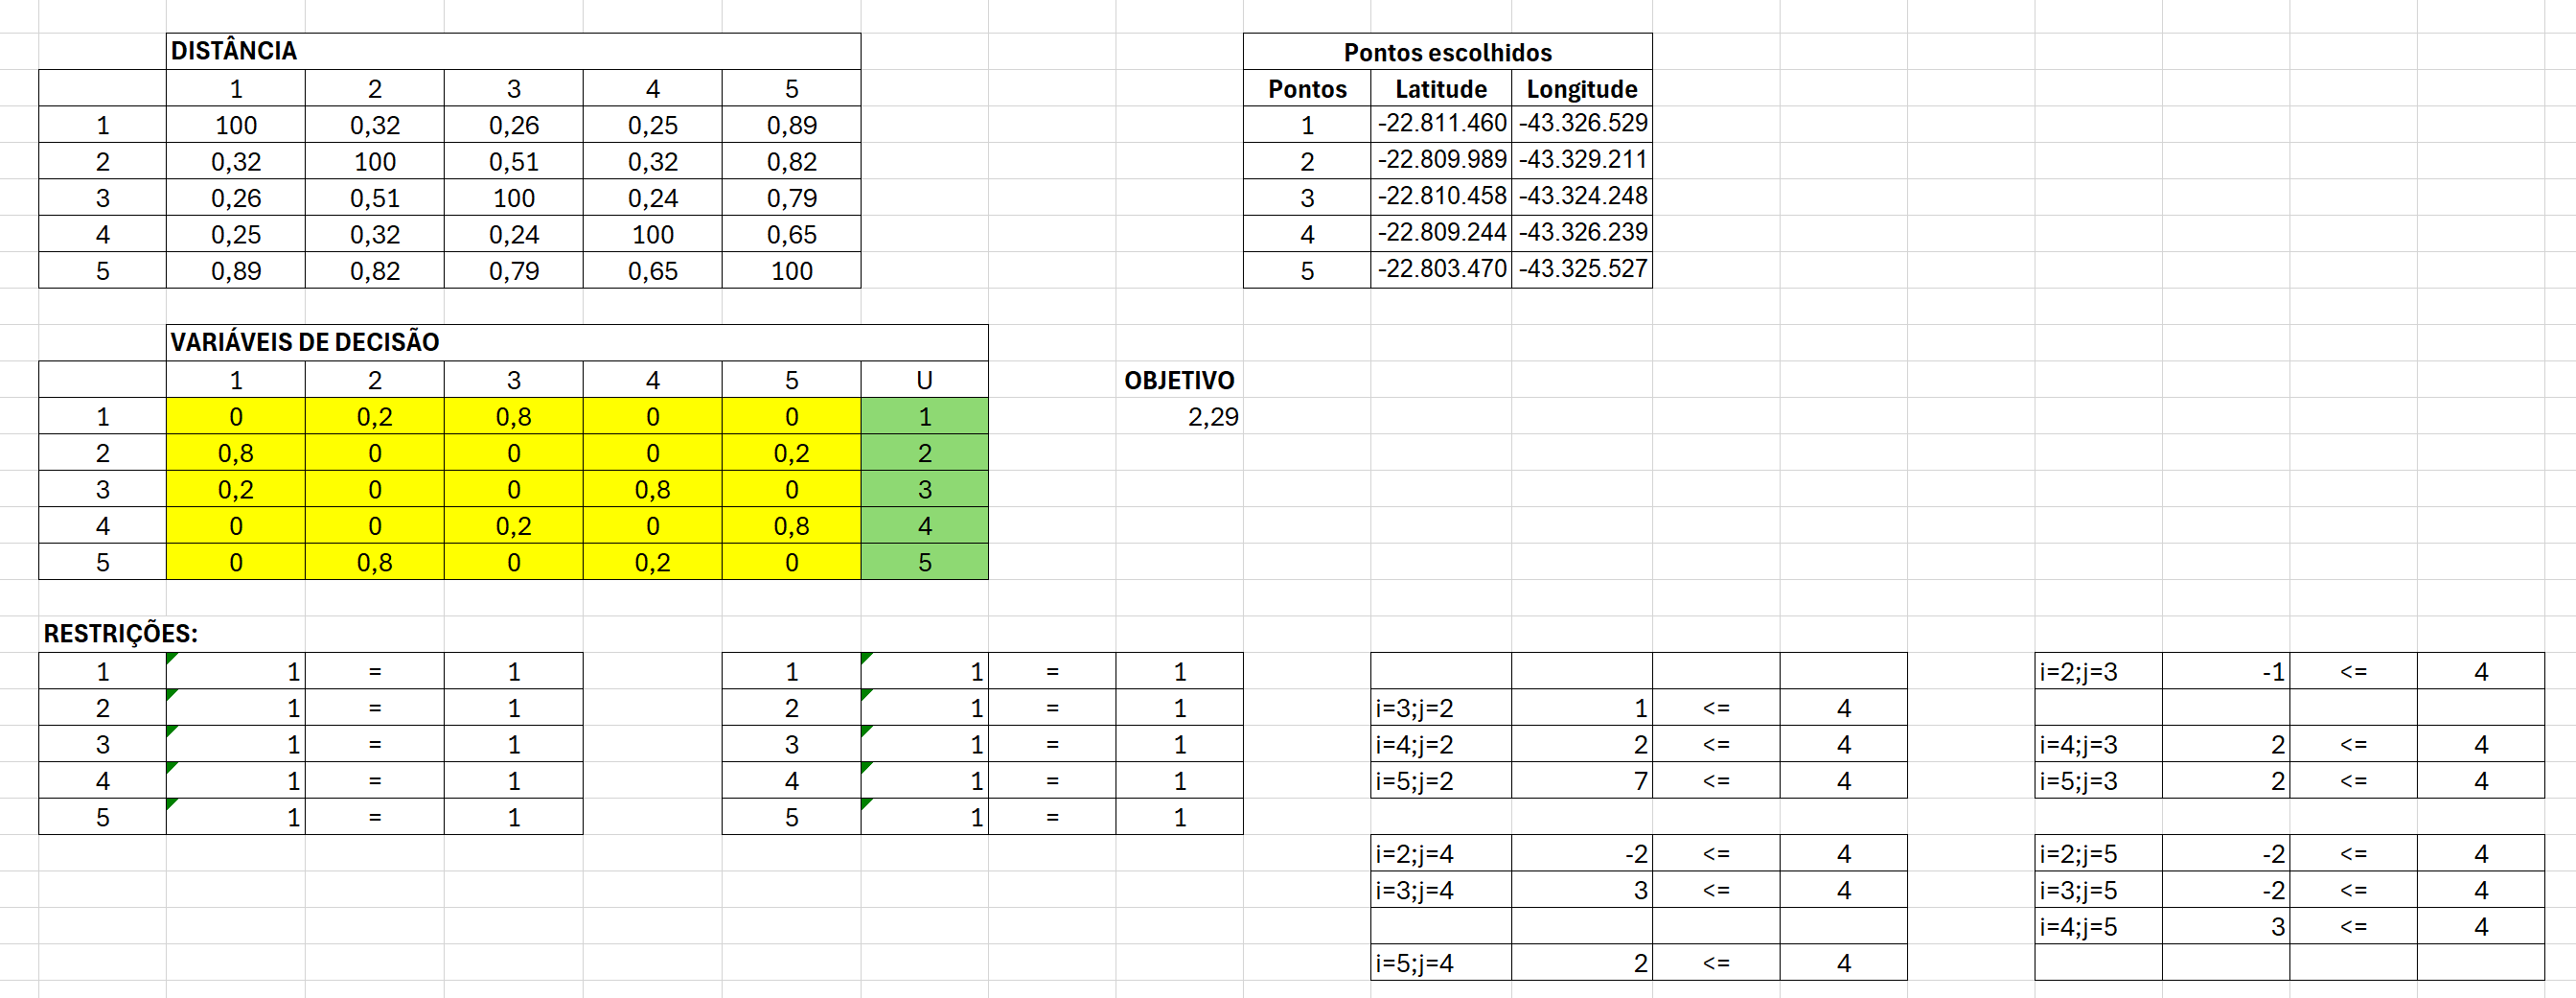 DISTÂNCIA Pontos escolhidos
1 2 3 4 5 Pontos Latitude Longitude
1 100 0,32 0,26 0,25 0,89 1 -22.811.460 -43.326.529
2 0,32 100 0,51 0,32 0,82 2 -22.809.989 -43.329.211
3 0,26 0,51 100 0,24 0,79 3 -22.810.458 -43.324.248
4 0,25 0,32 0,24 100 0,65 4 -22.809.244 -43.326.239
5 0,89 0,82 0,79 0,65 100 5 -22.803.470 -43.325.527
VARIÁVEIS DE DECISÃO
1 2 3 4 5 U OBJETIVO
1 0 0,2 0,8 0 0 1 2,29
2 0,8 0 0 0 0,2 2
3 0,2 0 0 0,8 0 3
4 0 0 0,2 0 0,8 4
5 0 0,8 0 0,2 0 5
RESTRIÇÕES:
1 1 = 1 1 1 = 1 i=2;j=3 -1 <= 4
2 1 = 1 2 1 = 1 i=3;j=2 1 <= 4
3 1 = 1 3 1 = 1 i=4;j=2 2 <= 4 i=4;j=3 2 <= 4
4 1 = 1 4 1 = 1 i=5;j=2 7 <= 4 i=5;j=3 2 <= 4
5 1 = 1 5 1 = 1
i=2;j=4 -2 <= 4 i=2;j=5 -2 <= 4
i=3;j=4 3 <= 4 i=3;j=5 -2 <= 4
i=4;j=5 3 <= 4
i=5;j=4 2 <= 4